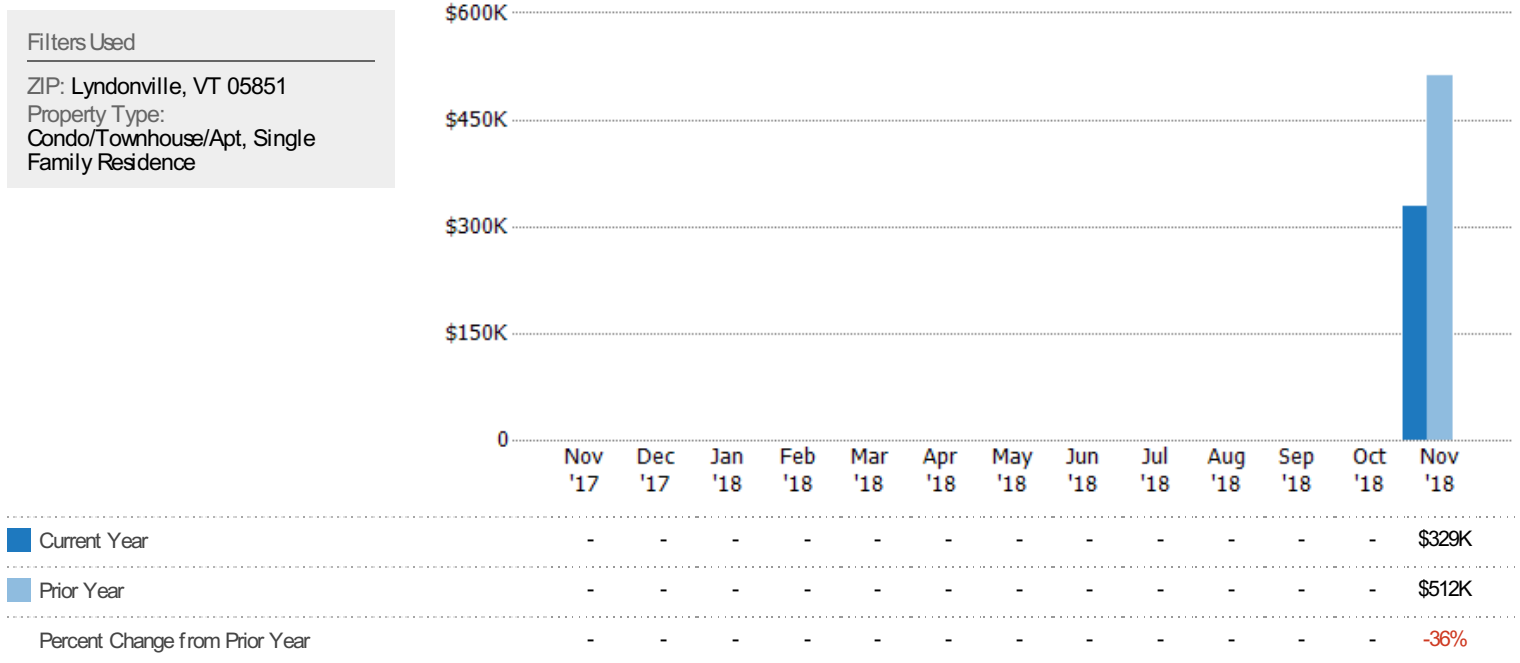 Filters Used
ZIP: Lyndonville, VT 05851
Property Type:
Condo/Townhouse/Apt, Single
Family Residence
$600K
$450K
$300K
$150K
0
Nov Dec Jan Feb Mar Apr May Jun Jul Aug Sep Oct Nov
'17 '17 '18 '18 '18 '18 '18 '18 '18 '18 '18 '18 '18
Current Year - - - - - - - - - - - - $329K
Prior Year - - - - - - - - - - - - $512K
Percent Change from Prior Year - - - - - - - - - - - - -36%